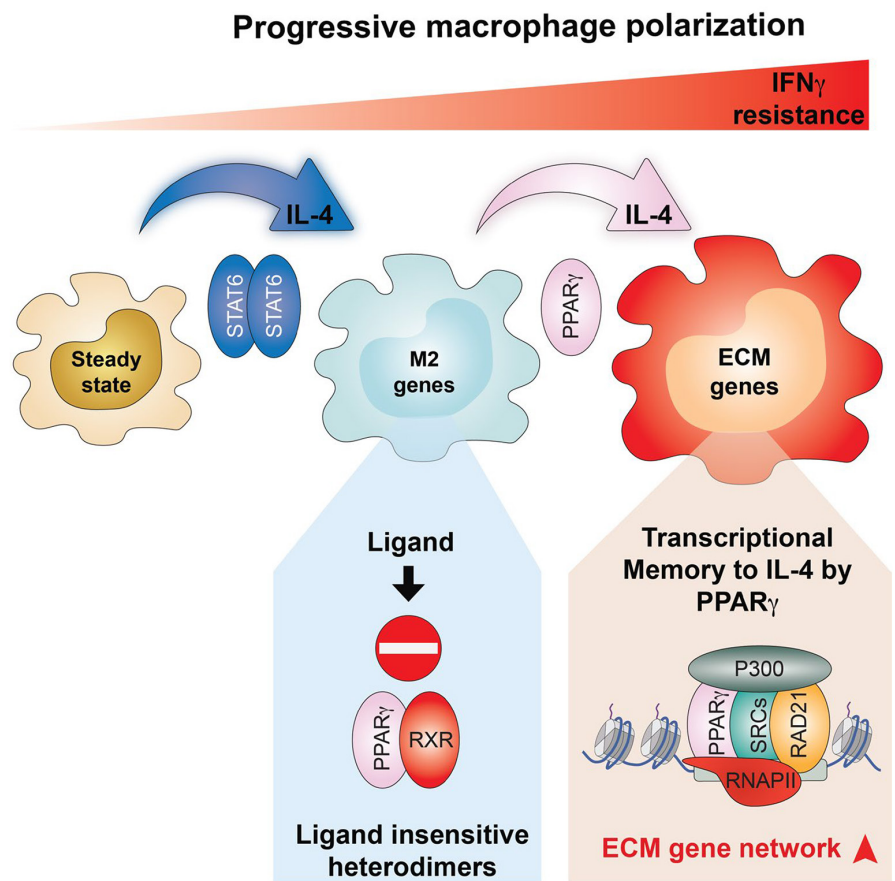 Progressive macrophage polarization
IFNγ
resistance
IL-4
IL-4
STAT6
STAT6
PPARγ
Steady
state
M2
genes
ECM
genes
Ligand
PPARγ
RXR
Ligand insensitive
heterodimers
Transcriptional
Memory to IL-4 by
PPARγ
P300
PPARγ
SRCs
RAD21
RNAPII
ECM gene network